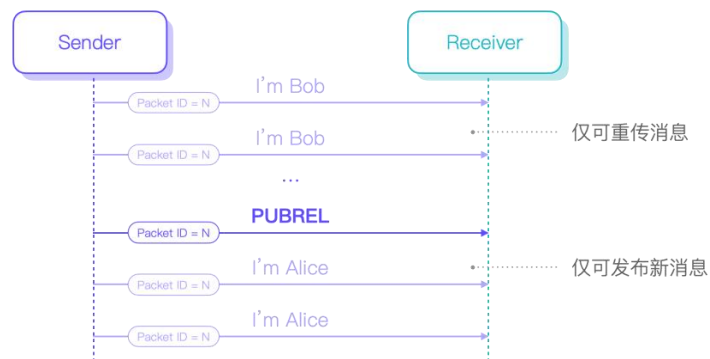 Sender
Receiver
I'm Bob
Packet ID = N
仅可重传消息
I'm Bob
Packet ID = N
...
PUBREL
Packet ID = N
I'm Alice
仅可发布新消息
Packet ID = N
I'm Alice
Packet ID = N